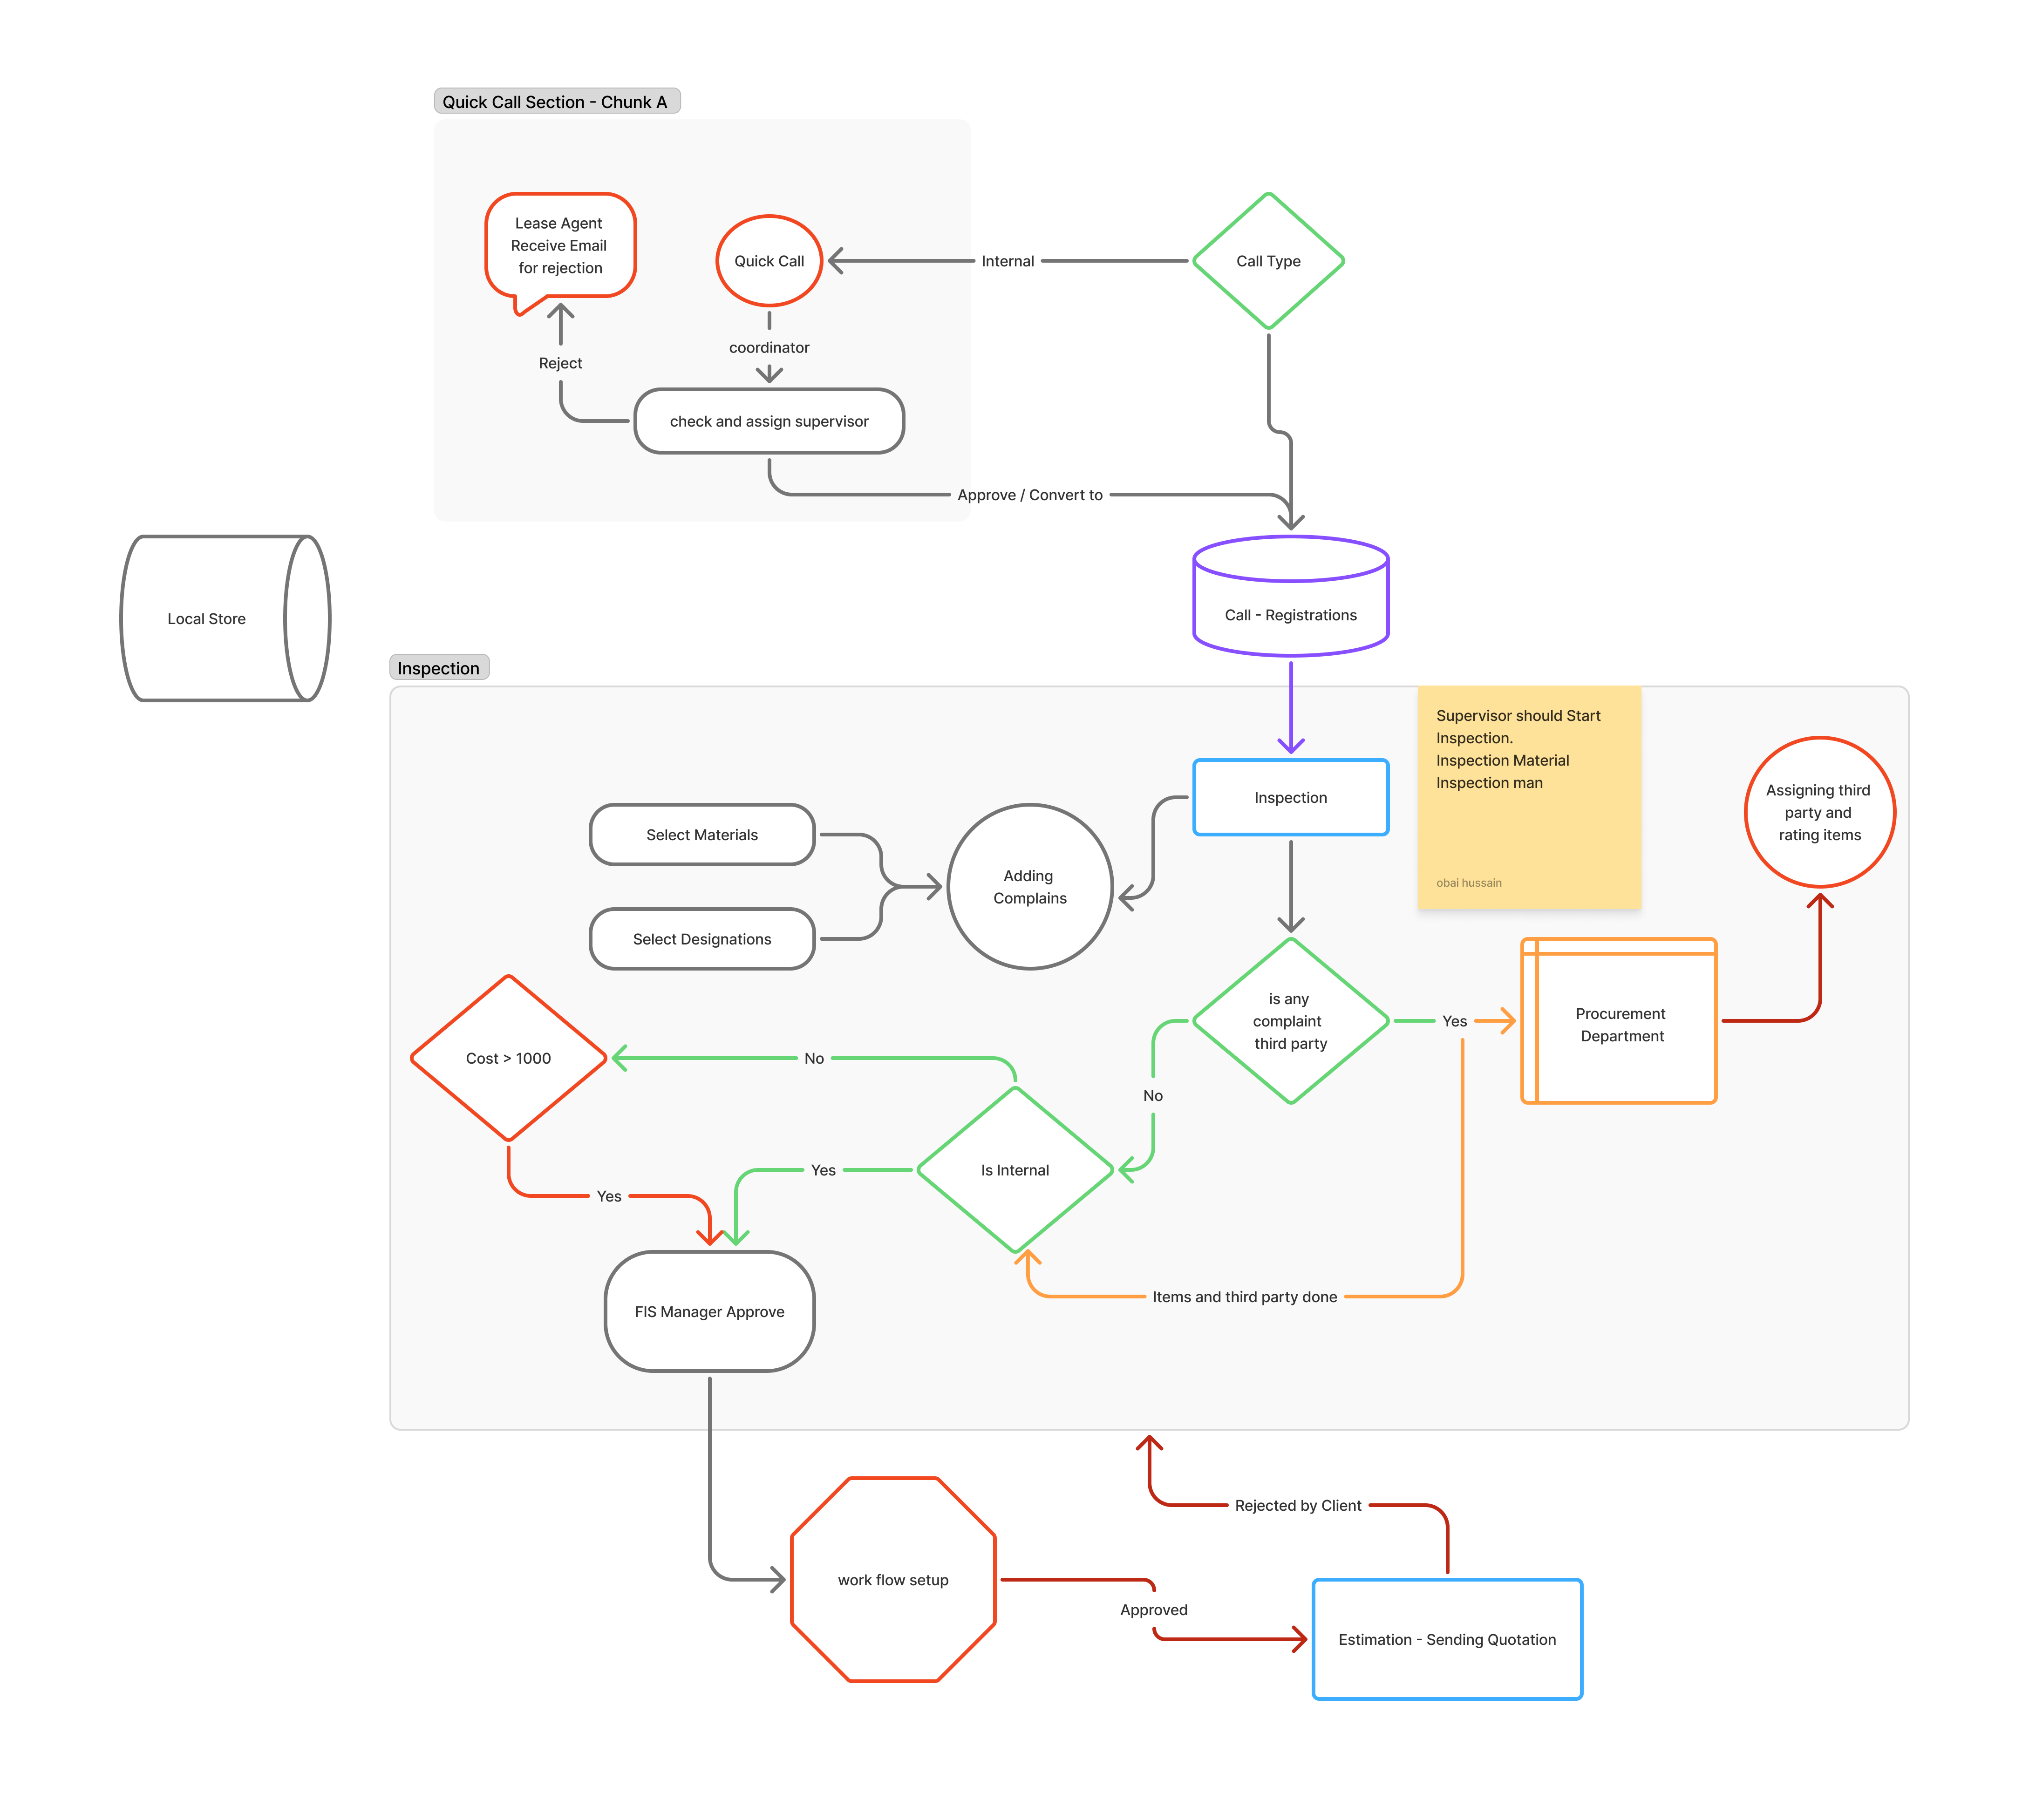 Quick Call Section - Chunk A
Lease Agent
Receive Email
for rejection
Quick Call
Internal
Call Type
coordinator
Reject
check and assign supervisor
Approve / Convert to
Local Store
Call - Registrations
Inspection
Supervisor should Start
Inspection.
Inspection Material
Inspection man
obai hussain
Inspection
Assigning third
party and
rating items
Select Materials
Adding
Complains
Select Designations
is any
complaint
third party
Yes
Procurement
Department
Cost > 1000
No
No
Is Internal
Yes
Yes
Items and third party done
FIS Manager Approve
Rejected by Client
work flow setup
Approved
Estimation - Sending Quotation